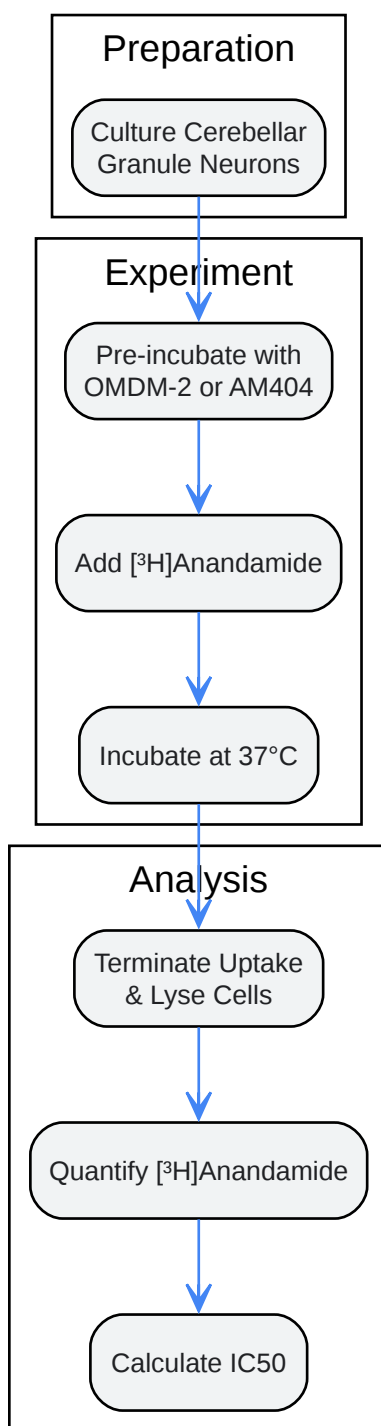 Preparation
Culture Cerebellar
Granule Neurons
Experiment
Pre-incubate with
OMDM-2 or AM404
Add [³H]Anandamide
Incubate at 37°C
Analysis
Terminate Uptake
& Lyse Cells
Quantify [³H]Anandamide
Calculate IC50